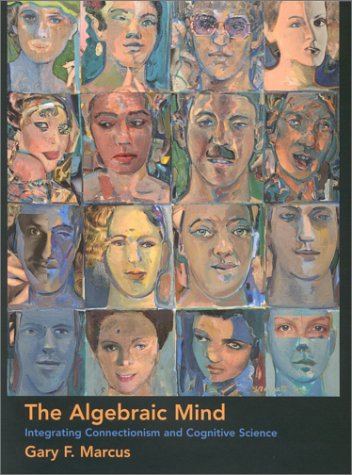 The Algebraic Mind
Integrating Connectionism and Cognitive Science
Gary F. Marcus